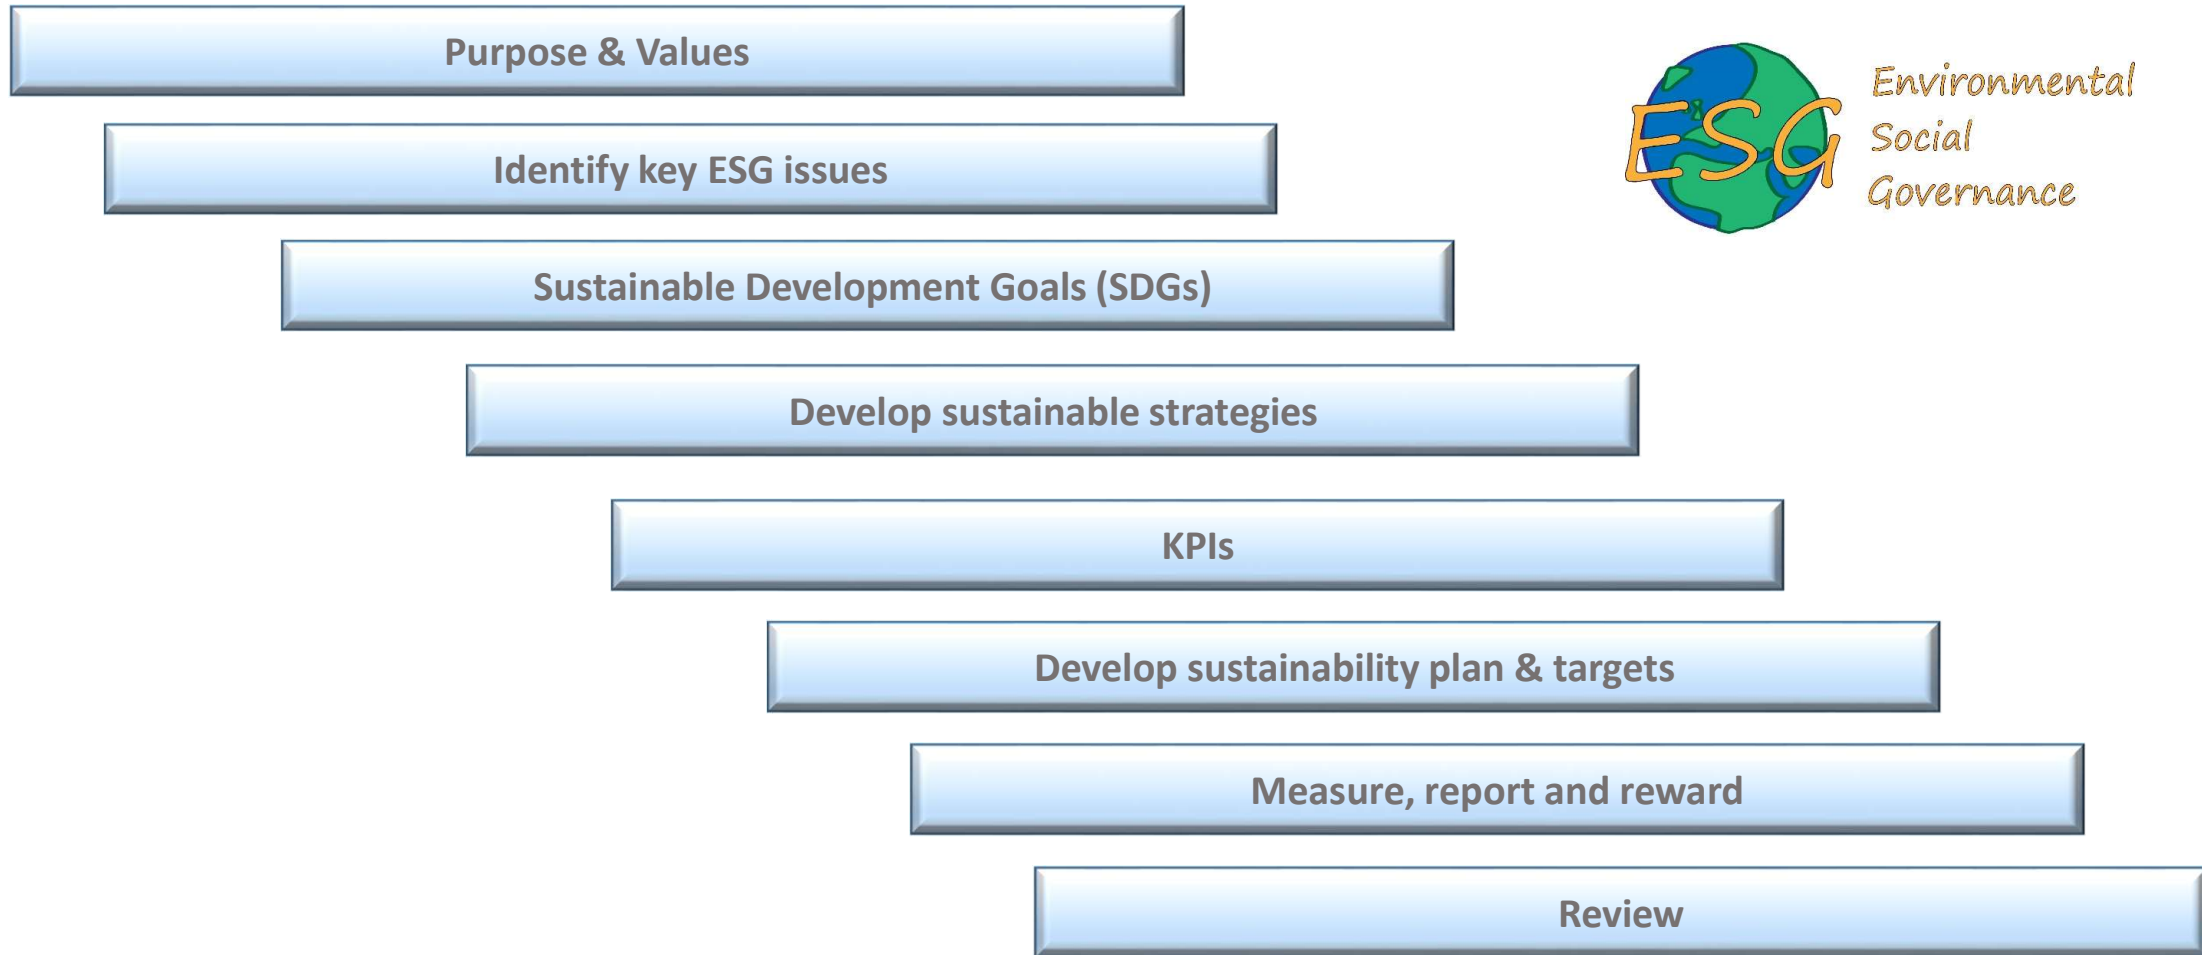 Purpose & Values
Identify key ESG issues
Sustainable Development Goals (SDGs)
Develop sustainable strategies
KPIs
Develop sustainability plan & targets
Measure, report and reward
Review
ESG
Environmental
Social
Governance